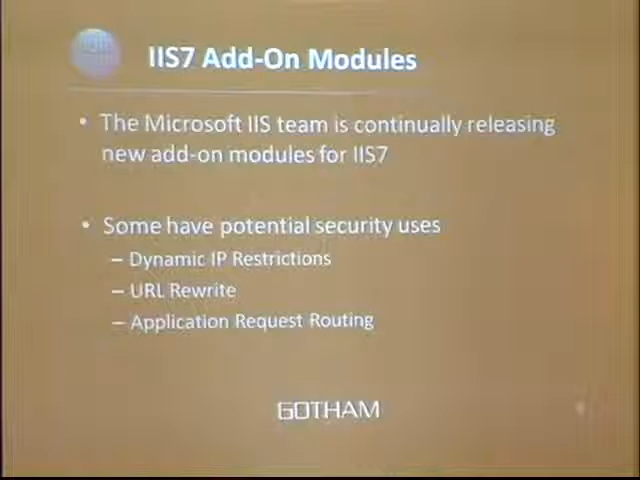 IIS7 Add-On Modules
• The Microsoft IIS team is continually releasing
new add-on modules for IIS7
• Some have potential security uses
– Dynamic IP Restrictions
– URL Rewrite
– Application Request Routing
GOTHAM